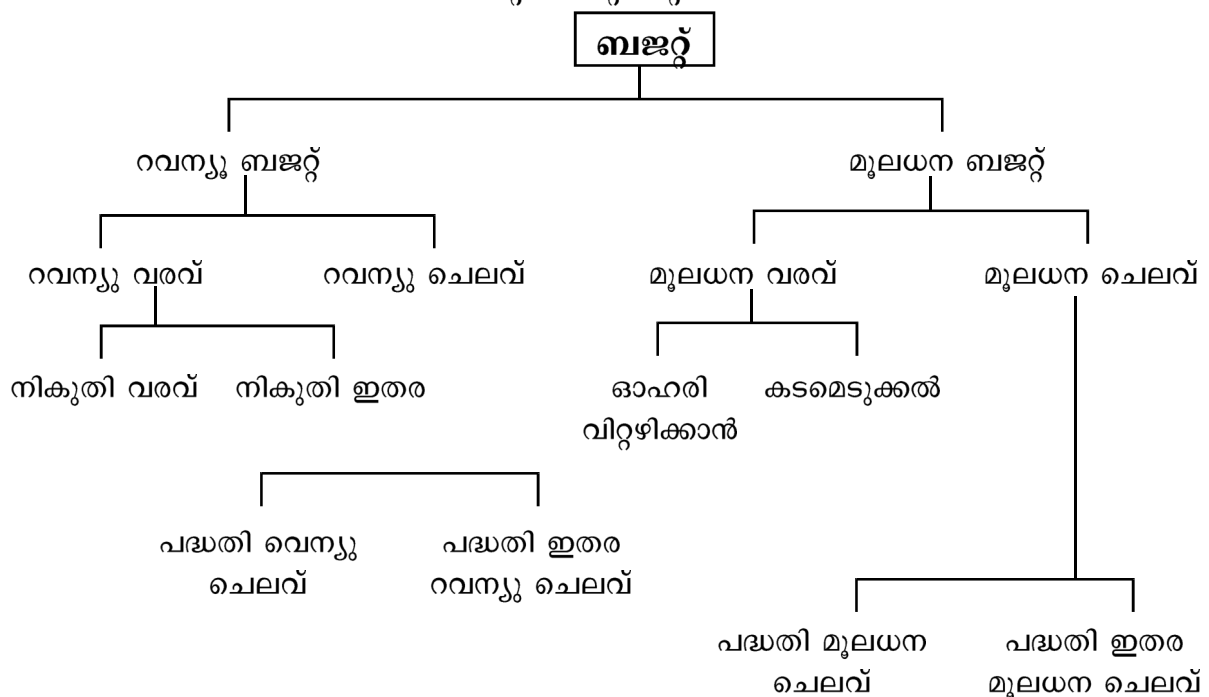 ബജറ്റ്
റവന്യൂ ബജറ്റ് മൂലധന ബജറ്റ്
റവന്യു വരവ് റവന്യു ചെലവ് മൂലധന വരവ് മൂലധന ചെലവ്
നികുതി വരവ് നികുതി ഇതര ഓഹരി കടമെടുക്കൽ
വിറ്റഴിക്കാൻ
പദ്ധതി വെന്യു പദ്ധതി ഇതര
ചെലവ് റവന്യു ചെലവ്
പദ്ധതി മൂലധന പദ്ധതി ഇതര
ചെലവ് മൂലധന ചെലവ്